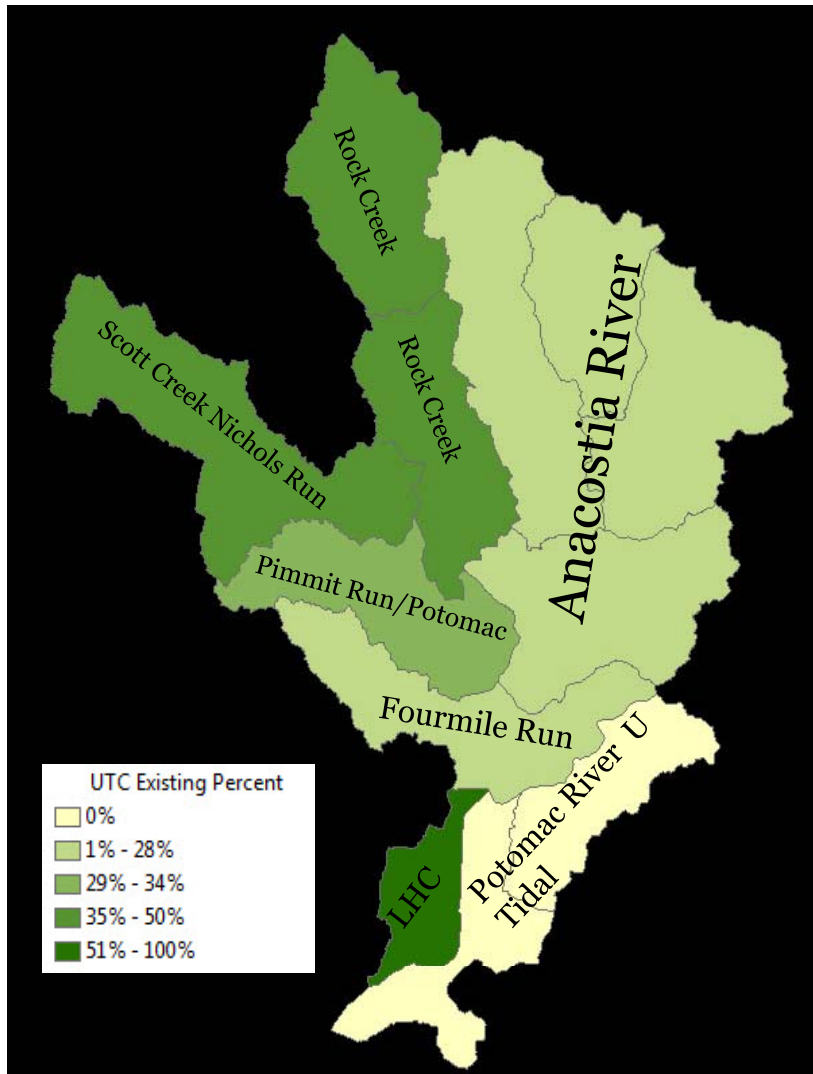 Rock Creek
Scott Creek Nichols Run
Rock Creek
Anacostia River
Pimmit Run/Potomac
Fourmile Run
Potomac River U
Tidal
LHC
UTC Existing Percent
0%
1% - 28%
29% - 34%
35% - 50%
51% - 100%